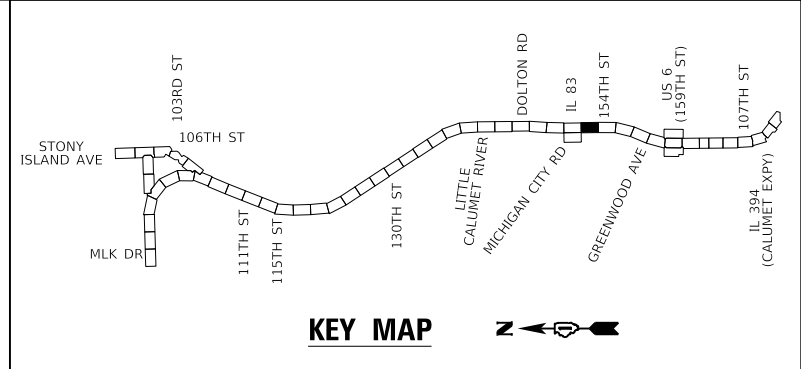 STONY
ISLAND AVE
103RD ST
106TH ST
MLK DR
111TH ST
115TH ST
130TH ST
LITTLE
CALUMET RIVER
DOLTON RD
MICHIGAN CITY RD
IL 83
154TH ST
GREENWOOD AVE
US 6
(159TH ST)
107TH ST
IL 394
(CALUMET EXPY)
KEY MAP
N